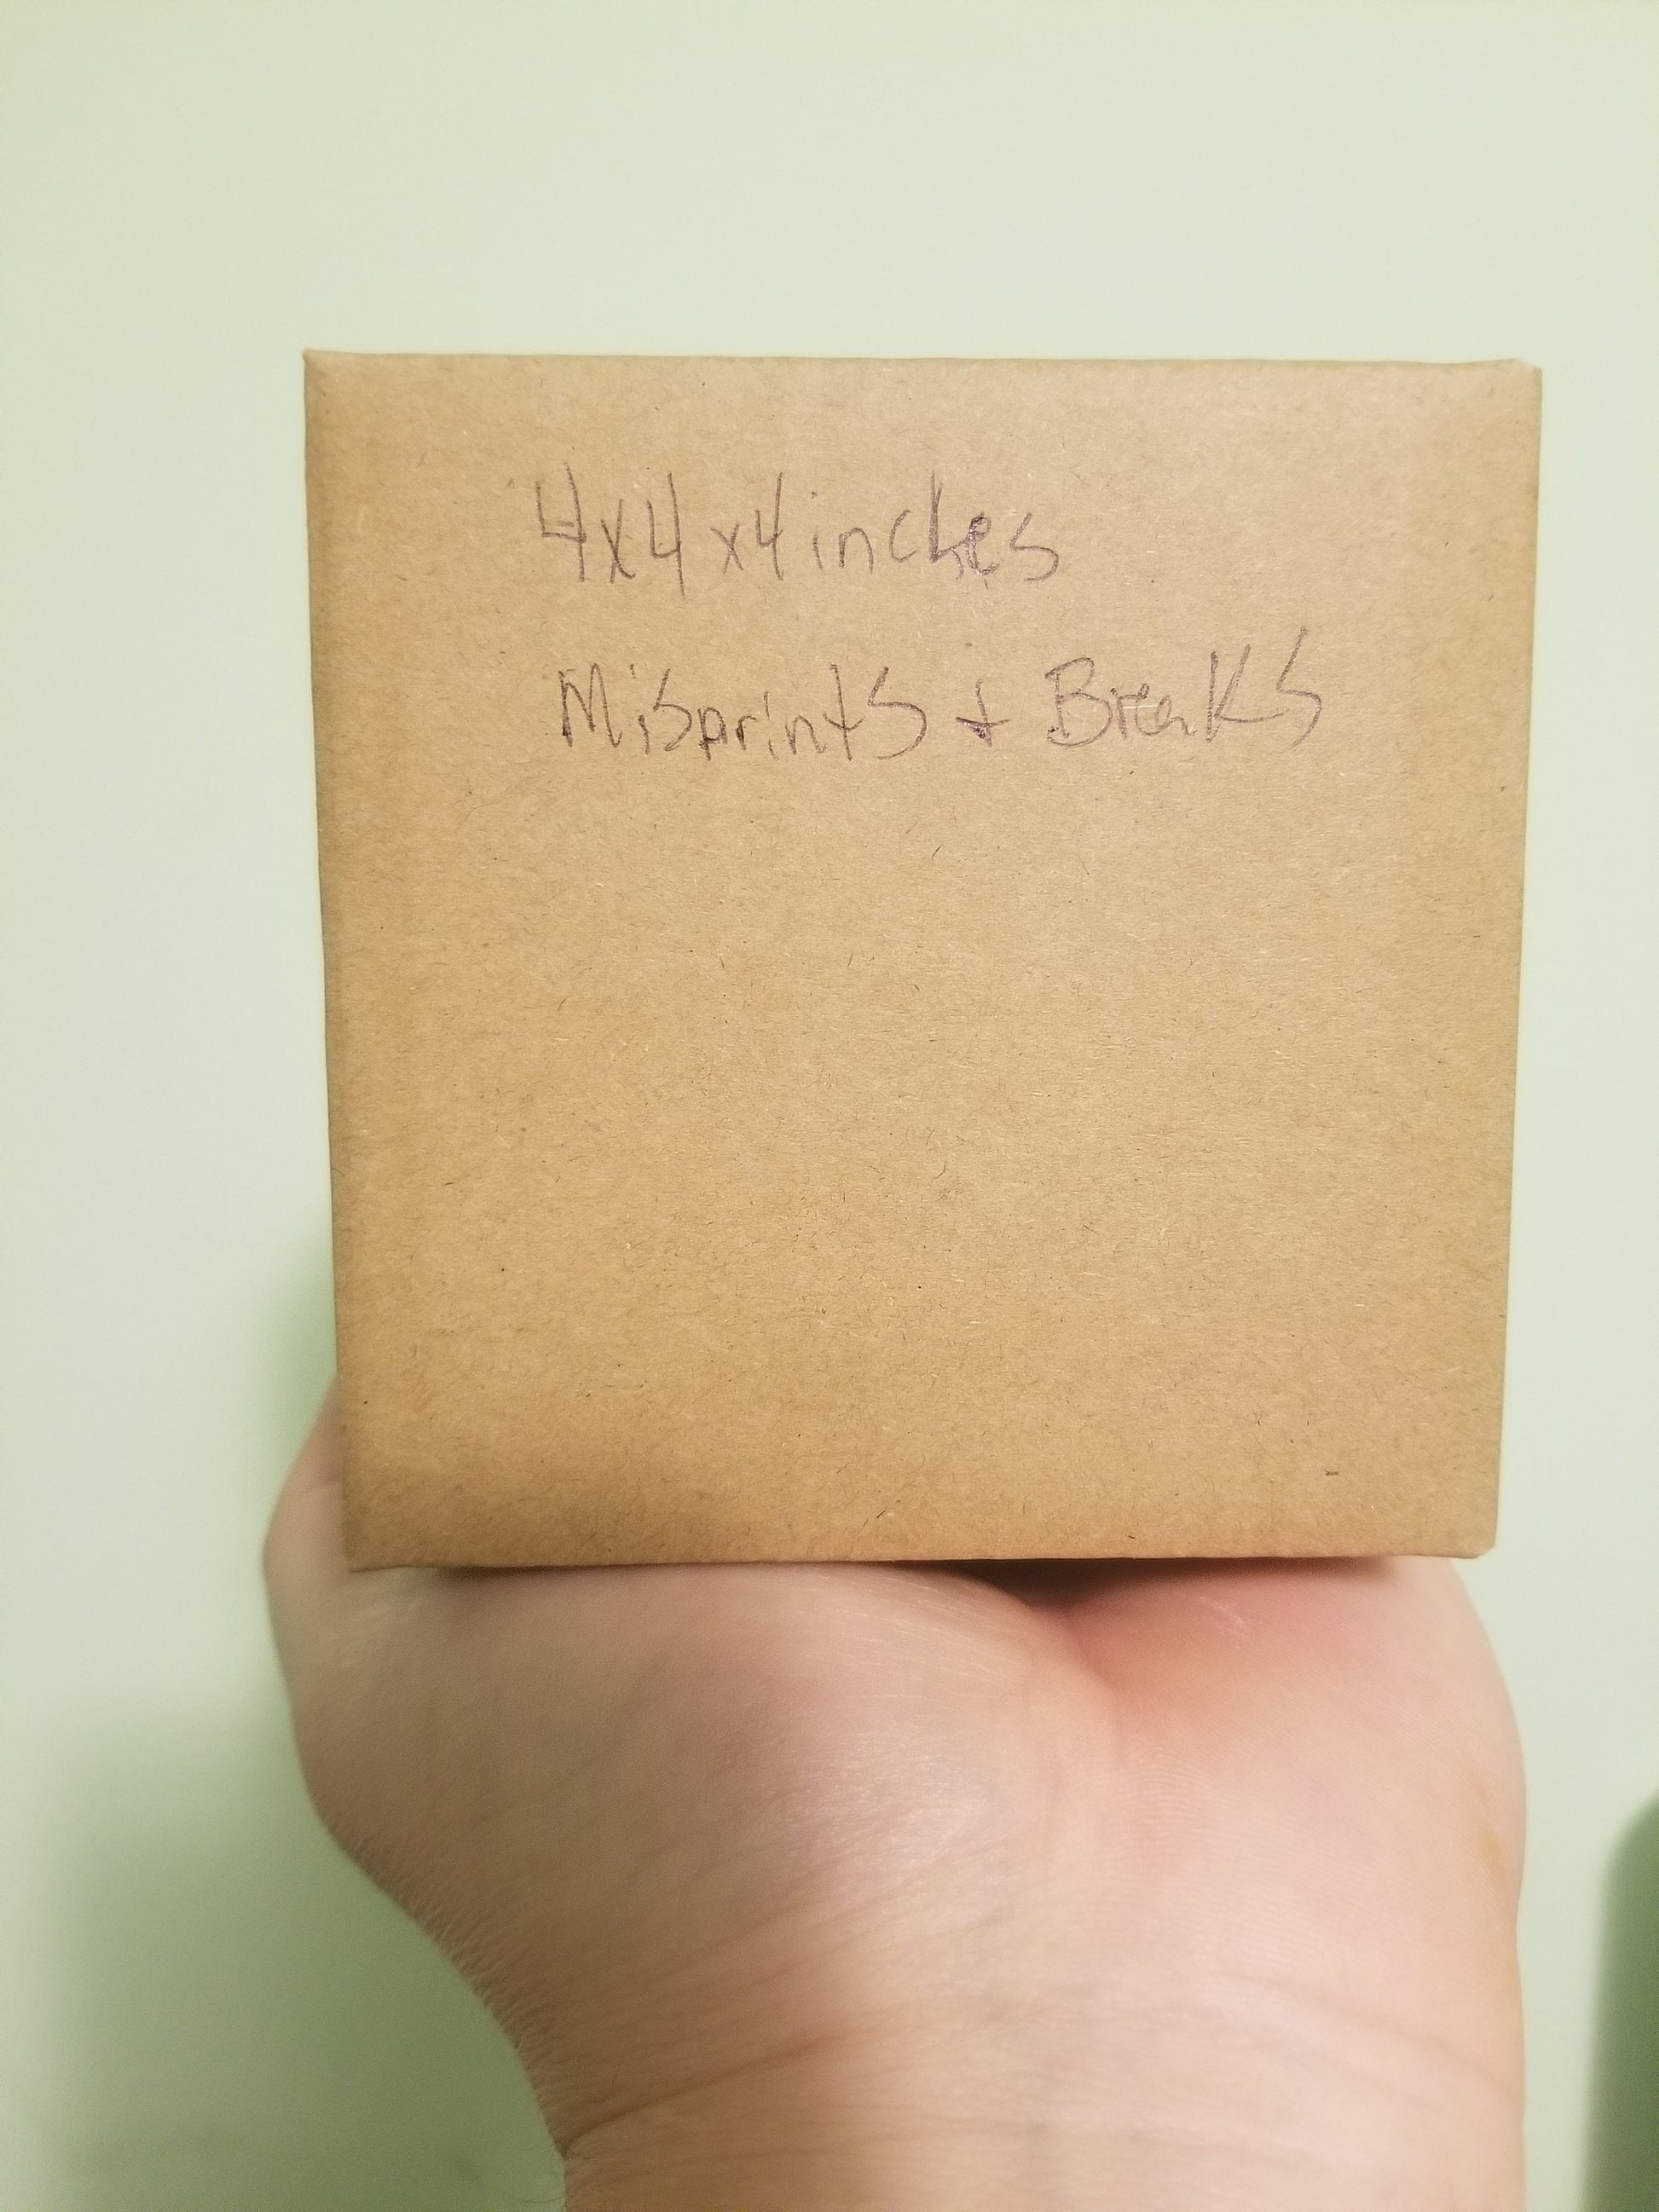 4x4x4 inches
Misprints + Breaks